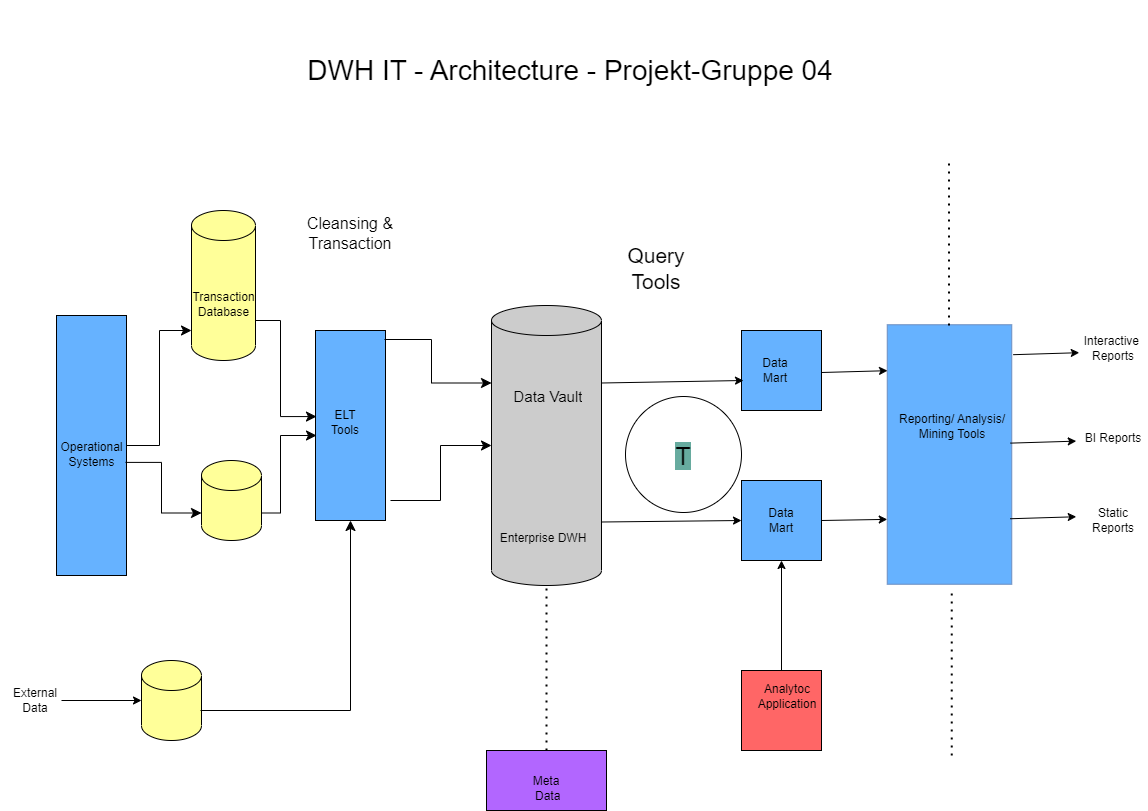 DWH IT - Architecture - Projekt-Gruppe 04
Cleansing &
Transaction
Query
Tools
Transaction
Database
Operational
Systems
ELT
Tools
Data Vault
Enterprise DWH
T
Data
Mart
Data
Mart
Reporting/ Analysis/
Mining Tools
Interactive
Reports
BI Reports
Static
Reports
External
Data
Analytoc
Application
Meta
Data